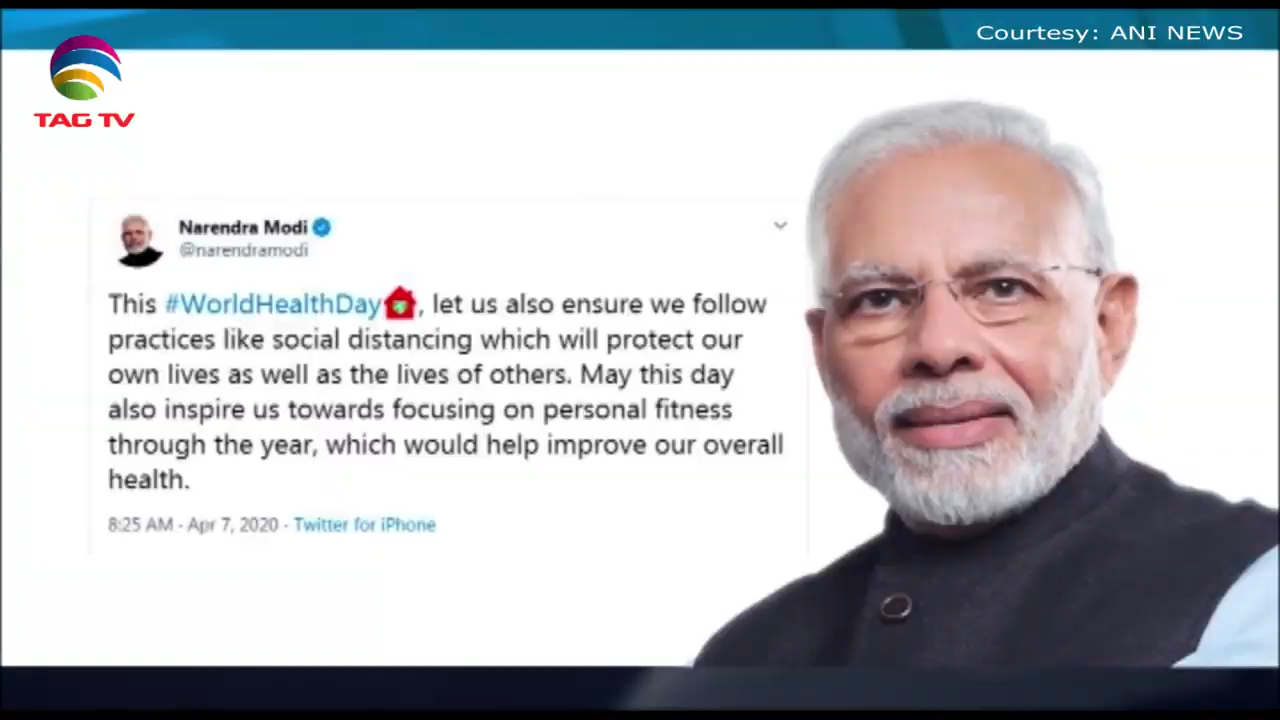 Courtesy: ANI NEWS
TAG TV
Narendra Modi
@narendramodi
This #WorldHealthDay, let us also ensure we follow
practices like social distancing which will protect our
own lives as well as the lives of others. May this day
also inspire us towards focusing on personal fitness
through the year, which would help improve our overall
health.
8:25 AM - Apr 7, 2020 - Twitter for iPhone